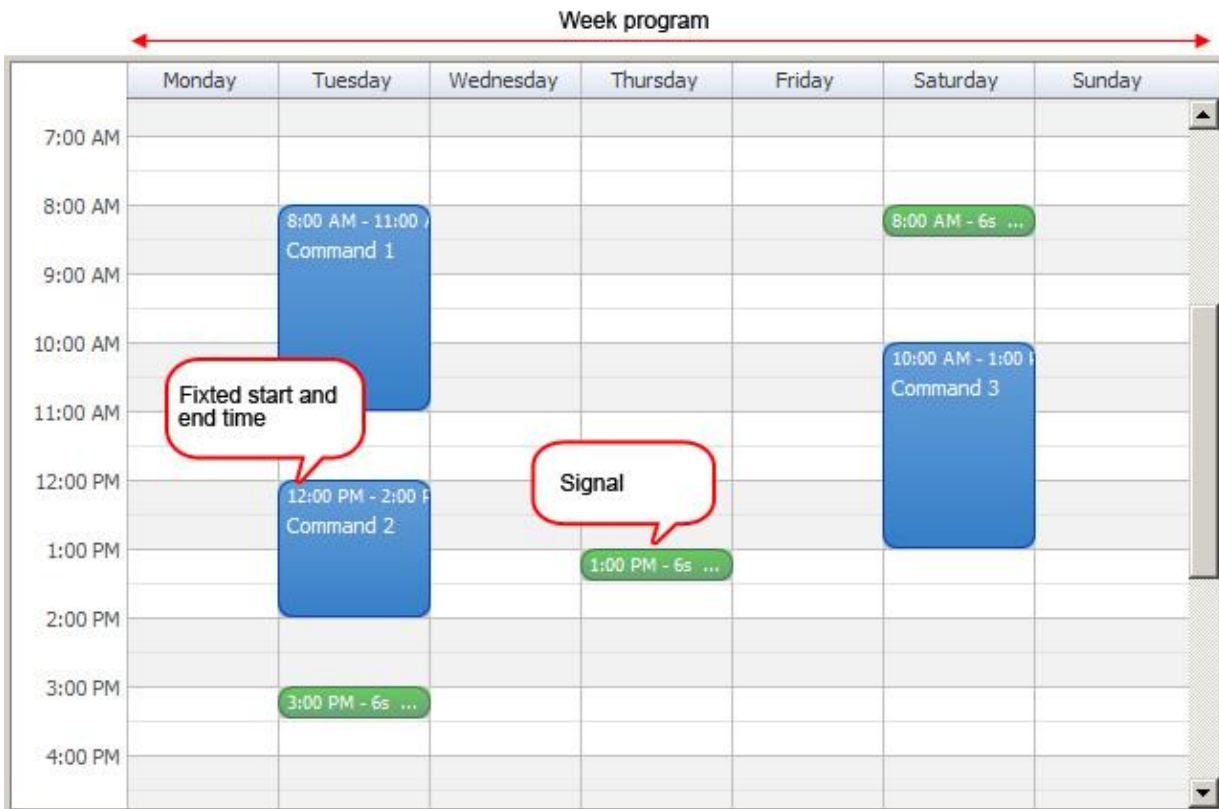 Week program
Monday Tuesday Wednesday Thursday Friday Saturday Sunday
7:00 AM
8:00 AM
8:00 AM - 11:00
Command 1
8:00 AM - 6s ...
9:00 AM
10:00 AM
10:00 AM - 1:00
Command 3
Fixted start and
end time
11:00 AM
12:00 PM
12:00 PM - 2:00
Command 2
Signal
1:00 PM
1:00 PM - 6s ...
2:00 PM
3:00 PM
3:00 PM - 6s ...
4:00 PM